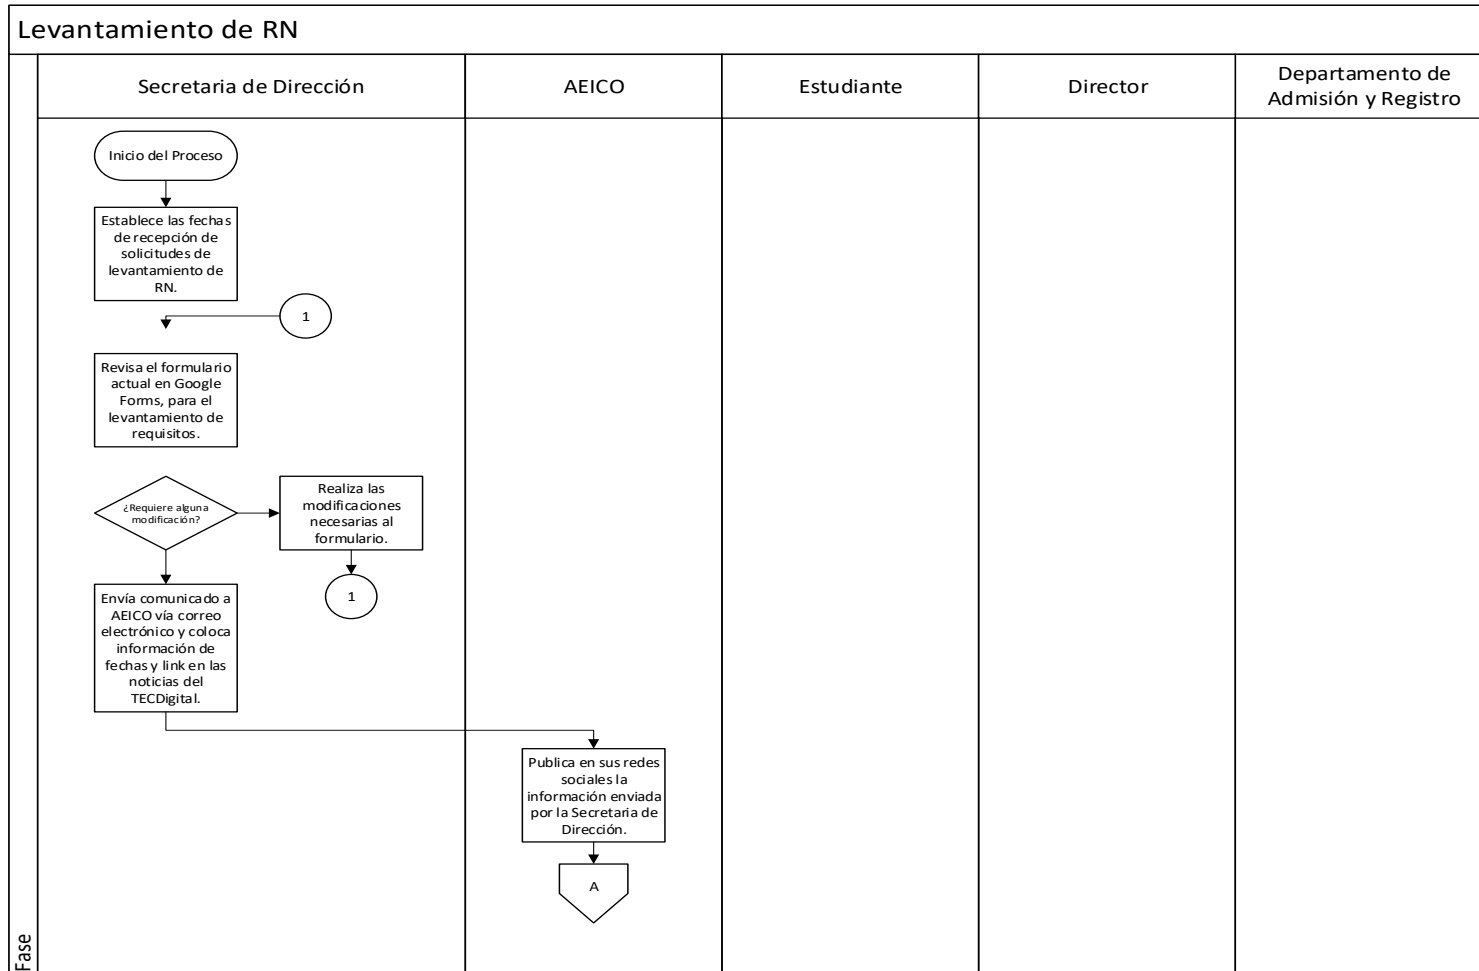 Levantamiento de RN
Secretaria de Dirección
AEICO
Estudiante
Director
Departamento de
Admisión y Registro
Inicio del Proceso
Establece las fechas
de recepción de
solicitudes de
levantamiento de
RN.
1
Revisa el formulario
actual en Google
Forms, para el
levantamiento de
requisitos.
¿Requiere alguna
modificación?
Realiza las
modificaciones
necesarias al
formulario.
1
Envía comunicado a
AEICO vía correo
electrónico y coloca
información de
fechas y link en las
noticias del
TECDigital.
Publica en sus redes
sociales la
información enviada
por la Secretaria de
Dirección.
A
Fase